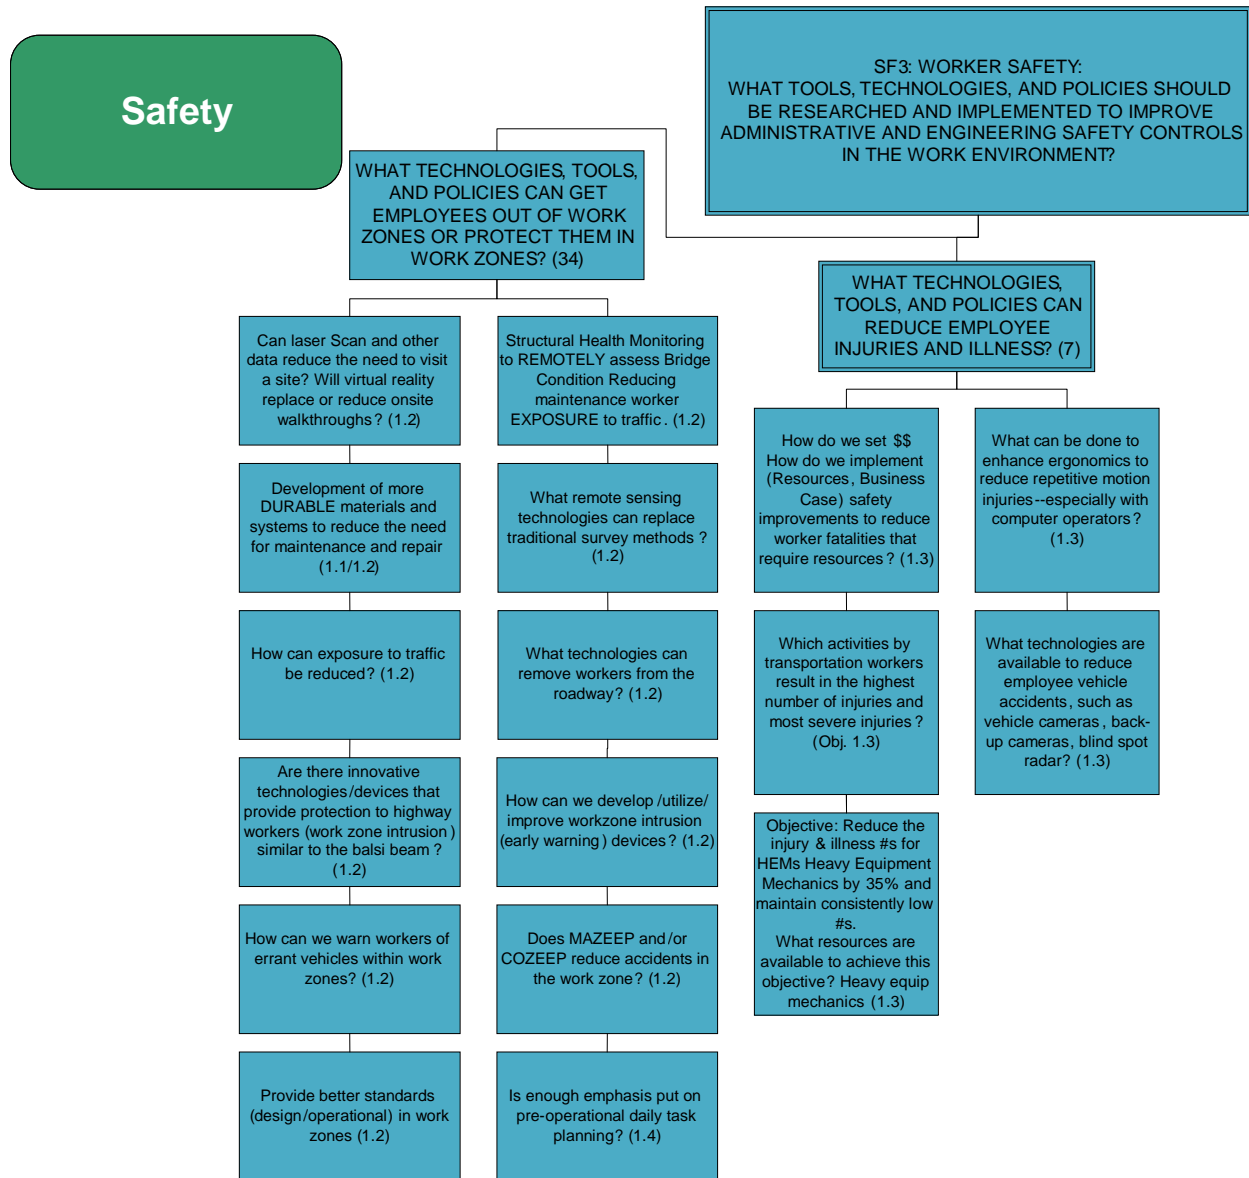 Safety
SF3: WORKER SAFETY:
WHAT TOOLS, TECHNOLOGIES, AND POLICIES SHOULD
BE RESEARCHED AND IMPLEMENTED TO IMPROVE
ADMINISTRATIVE AND ENGINEERING SAFETY CONTROLS
IN THE WORK ENVIRONMENT?
WHAT TECHNOLOGIES, TOOLS,
AND POLICIES CAN GET
EMPLOYEES OUT OF WORK
ZONES OR PROTECT THEM IN
WORK ZONES? (34)
WHAT TECHNOLOGIES,
TOOLS, AND POLICIES CAN
REDUCE EMPLOYEE
INJURIES AND ILLNESS? (7)
Can laser Scan and other
data reduce the need to visit
a site? Will virtual reality
replace or reduce onsite
walkthroughs? (1.2)
Structural Health Monitoring
to REMOTELY assess Bridge
Condition Reducing
maintenance worker
EXPOSURE to traffic. (1.2)
How do we set $$
How do we implement
(Resources, Business
Case) safety
improvements to reduce
worker fatalities that
require resources? (1.3)
What can be done to
enhance ergonomics to
reduce repetitive motion
injuries--especially with
computer operators?
(1.3)
Development of more
DURABLE materials and
systems to reduce the need
for maintenance and repair
(1.1/1.2)
What remote sensing
technologies can replace
traditional survey methods?
(1.2)
How can exposure to traffic
be reduced? (1.2)
What technologies can
remove workers from the
roadway? (1.2)
Which activities by
transportation workers
result in the highest
number of injuries and
most severe injuries?
(Obj. 1.3)
What technologies are
available to reduce
employee vehicle
accidents, such as
vehicle cameras, back-
up cameras, blind spot
radar? (1.3)
Are there innovative
technologies/devices that
provide protection to highway
workers (work zone intrusion)
similar to the balsi beam?
(1.2)
How can we develop/utilize/
improve workzone intrusion
(early warning) devices? (1.2)
Objective: Reduce the
injury & illness #s for
HEMs Heavy Equipment
Mechanics by 35% and
maintain consistently low
#s.
What resources are
available to achieve this
objective? Heavy equip
mechanics (1.3)
How can we warn workers of
errant vehicles within work
zones? (1.2)
Does MAZEEP and/or
COZEEP reduce accidents in
the work zone? (1.2)
Provide better standards
(design/operational) in work
zones (1.2)
Is enough emphasis put on
pre-operational daily task
planning? (1.4)